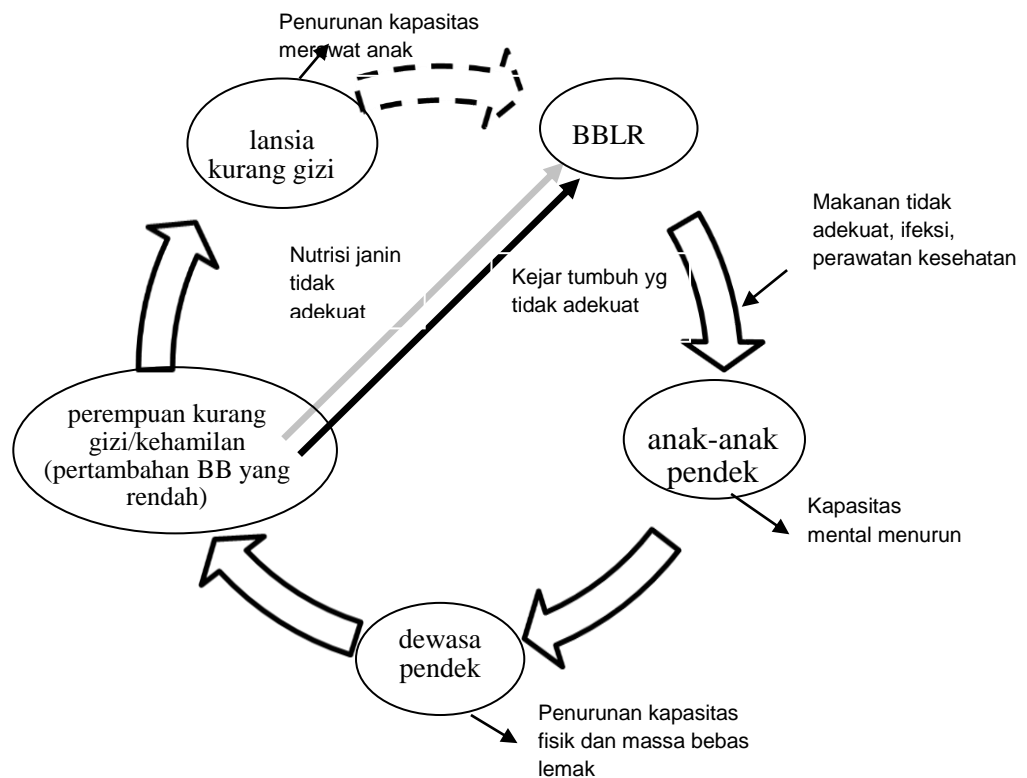 Penurunan kapasitas
merawat anak
lansia
kurang gizi
BBLR
Makanan tidak
adekuat, ifeksi,
perawatan kesehatan
Nutrisi janin
tidak
adekuat
Kejar tumbuh yg
tidak adekuat
perempuan kurang
gizi/kehamilan
(pertambahan BB yang
rendah)
anak-anak
pendek
Kapasitas
mental menurun
dewasa
pendek
Penurunan kapasitas
fisik dan massa bebas
lemak